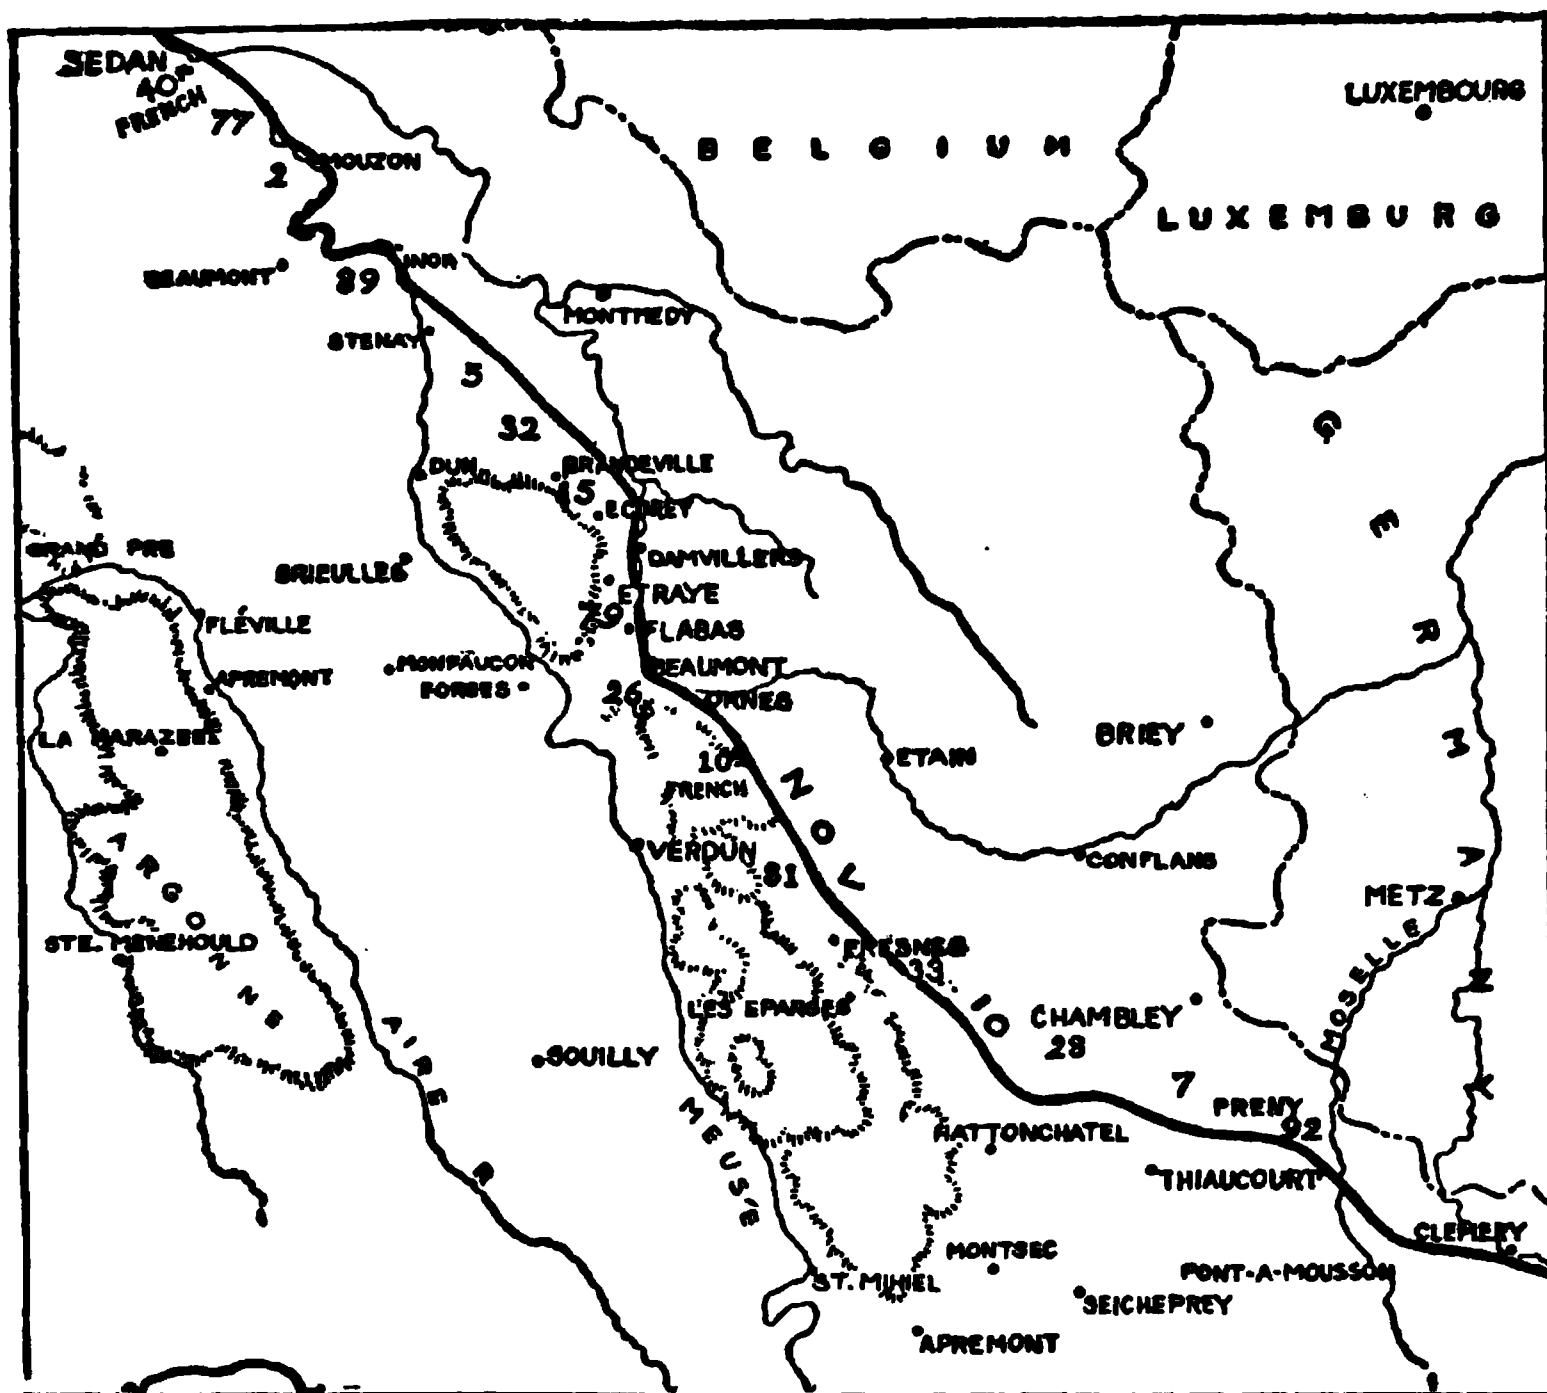 SEDAN
40
FRENCH
77
2
MOUZON
LUXEMBOURG
BELGIUM
LUXEMBURG
BEAUMONT
89
INOR
MONTMEDY
STENAY
5
32
DUN
BRANDEVILLE
15
ECUREY
GRAND PRE
DAMVILLERS
BRIEULLES
ETRAYE
79
FLABAS
FLÉVILLE
MONFAUCON
BEAUMONT
APREMONT
FORGES
26
ORNES
LA HARAZEE
BRIEY
10
FRENCH
ETAIN
ZOLIO
GERMANY
VERDUN
81
CONFLANS
METZ
ARGONNE
STE. MENEHOULD
FRESNES
33
MOSELLE
LES EPARGES
CHAMBLEY
28
SOUILLY
AIRE R
MEUSE
7
PRENY
92
HATTONCHATEL
THIAUCOURT
CLEMERY
MONTSEC
PONT-A-MOUSSON
ST. MIHIEL
SEICHEPREY
APREMONT